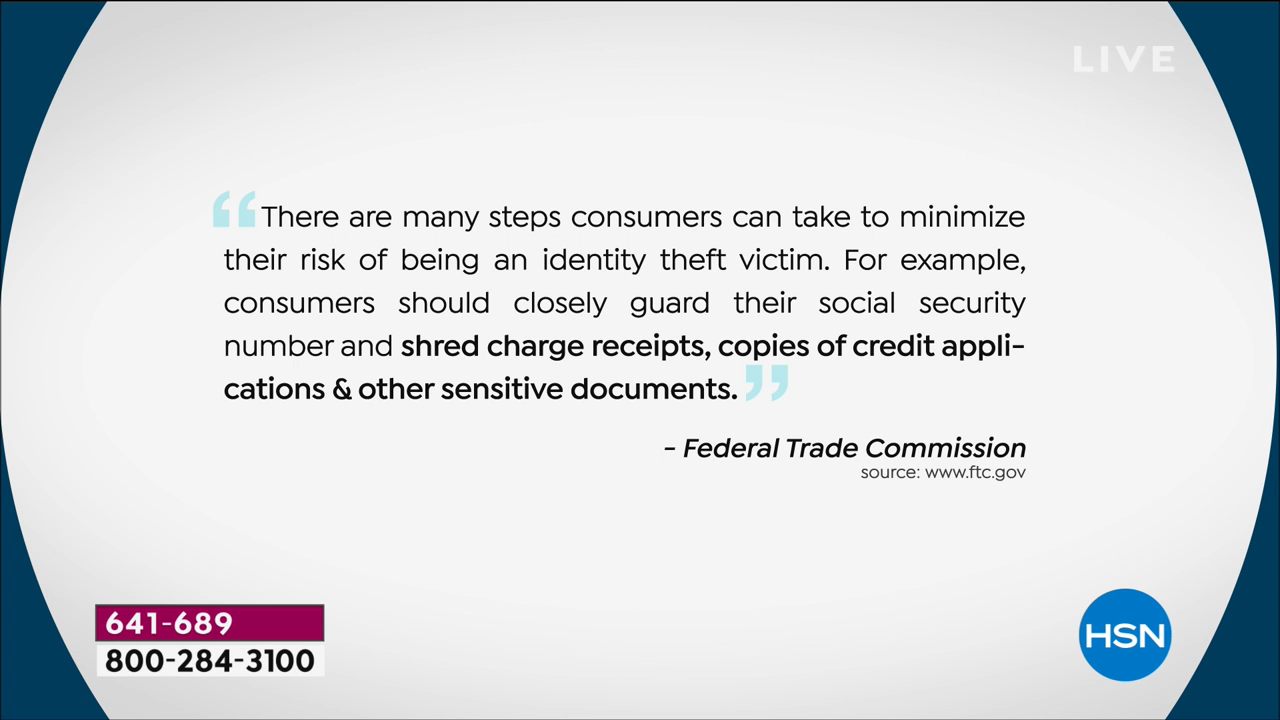 LIVE
“There are many steps consumers can take to minimize
their risk of being an identity theft victim. For example,
consumers should closely guard their social security
number and shred charge receipts, copies of credit appli-
cations & other sensitive documents.”
- Federal Trade Commission
source: www.ftc.gov
641-689
800-284-3100
HSN